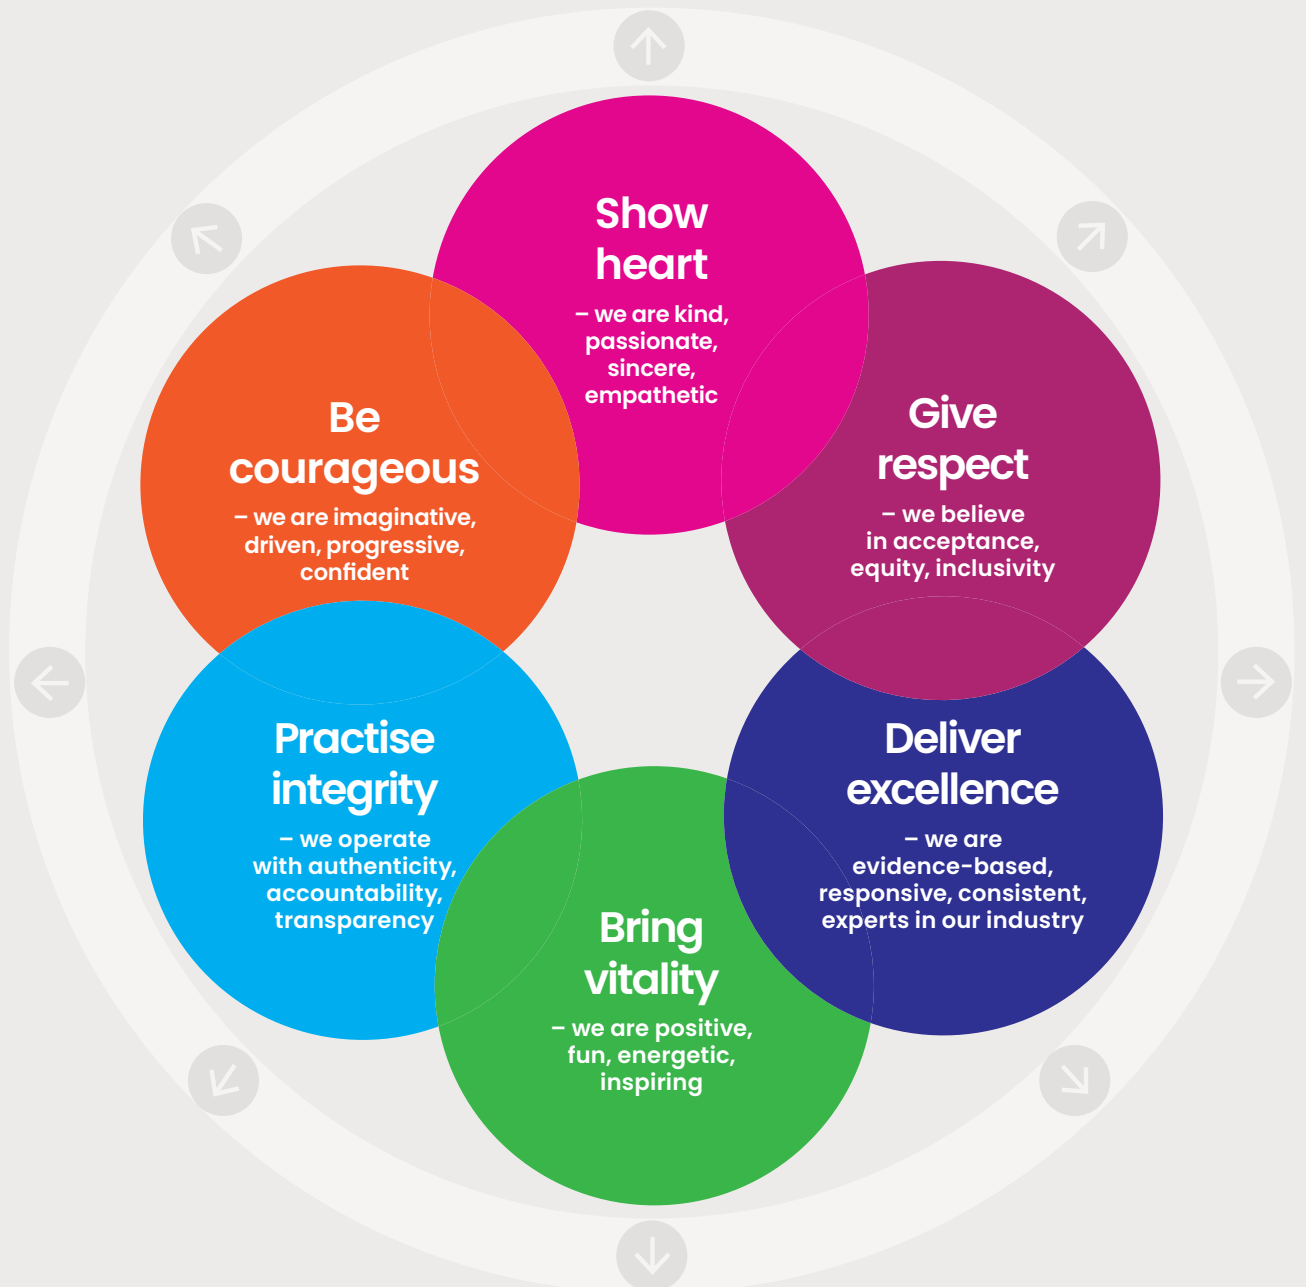 Show
heart
– we are kind,
passionate,
sincere,
empathetic
Give
respect
– we believe
in acceptance,
equity, inclusivity
Deliver
excellence
– we are
evidence-based,
responsive, consistent,
experts in our industry
Bring
vitality
– we are positive,
fun, energetic,
inspiring
Practise
integrity
– we operate
with authenticity,
accountability,
transparency
Be
courageous
– we are imaginative,
driven, progressive,
confident